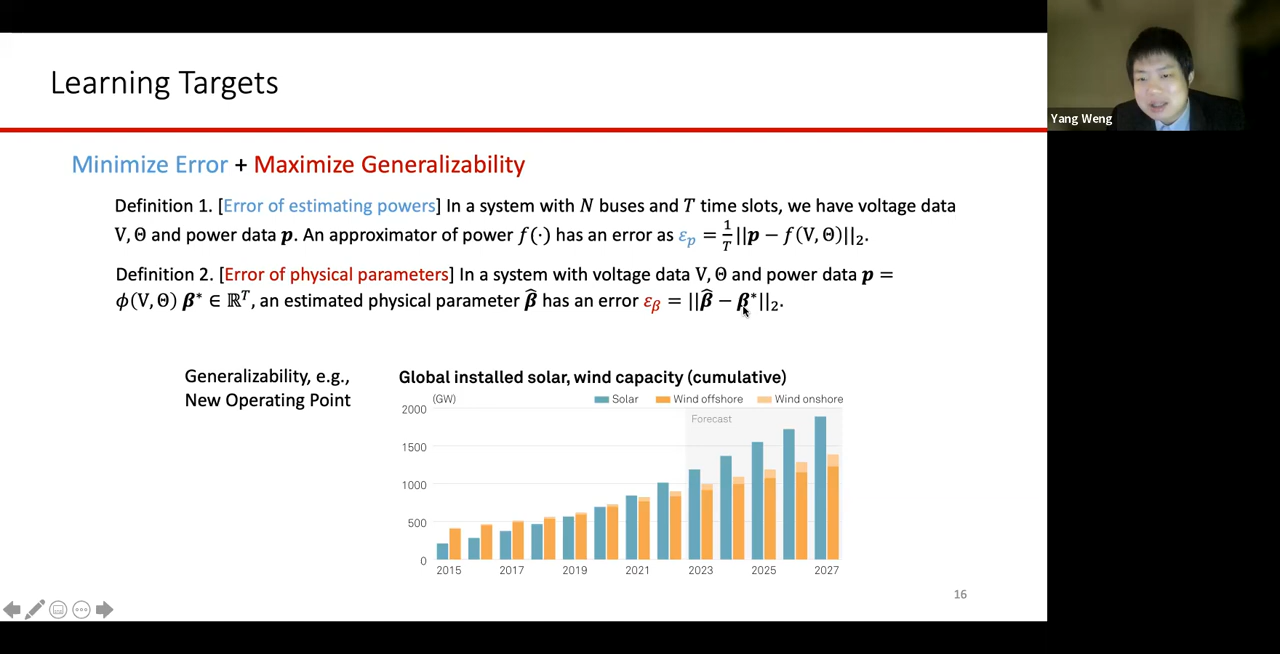 Learning Targets
Yang Weng
Minimize Error + Maximize Generalizability
Definition 1. [Error of estimating powers] In a system with N buses and T time slots, we have voltage data
V, Θ and power data p. An approximator of power f(·) has an error as ε_p = 1/T ||p − f(V, Θ)||₂.
Definition 2. [Error of physical parameters] In a system with voltage data V, Θ and power data p =
ϕ(V, Θ) β* ∈ ℝ^T, an estimated physical parameter β̂ has an error ε_β = ||β̂ − β*||₂.
Generalizability, e.g.,
New Operating Point
Global installed solar, wind capacity (cumulative)
(GW)
Solar Wind offshore Wind onshore
Forecast
2000
1500
1000
500
0
2015 2017 2019 2021 2023 2025 2027
16